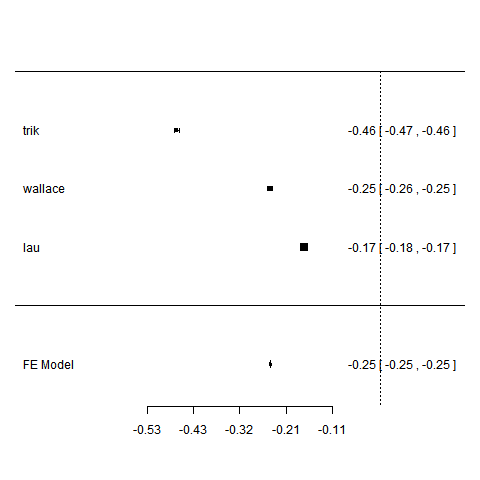 trik -0.46 [ -0.47 , -0.46 ]
wallace -0.25 [ -0.26 , -0.25 ]
lau -0.17 [ -0.18 , -0.17 ]
FE Model -0.25 [ -0.25 , -0.25 ]
-0.53 -0.43 -0.32 -0.21 -0.11